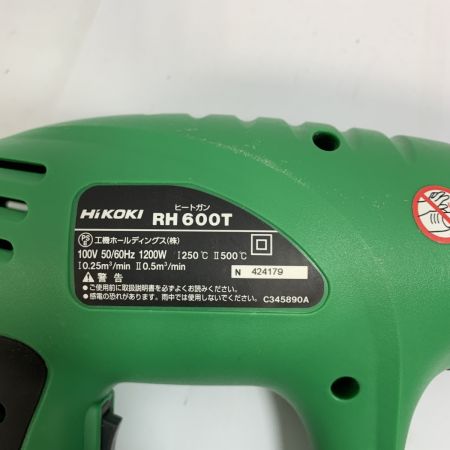 ヒートガン
HiKOKI RH600T
工機ホールディングス(株)
100V 50/60Hz 1200W Ⅰ250℃ Ⅱ500℃
Ⅰ0.25m³/min Ⅱ0.5m³/min
N 424179
⚠警告
●ご使用前に取扱説明書を必ずよくお読みください。
●感電の恐れがあります。雨中では使用しないでください。
C345890A